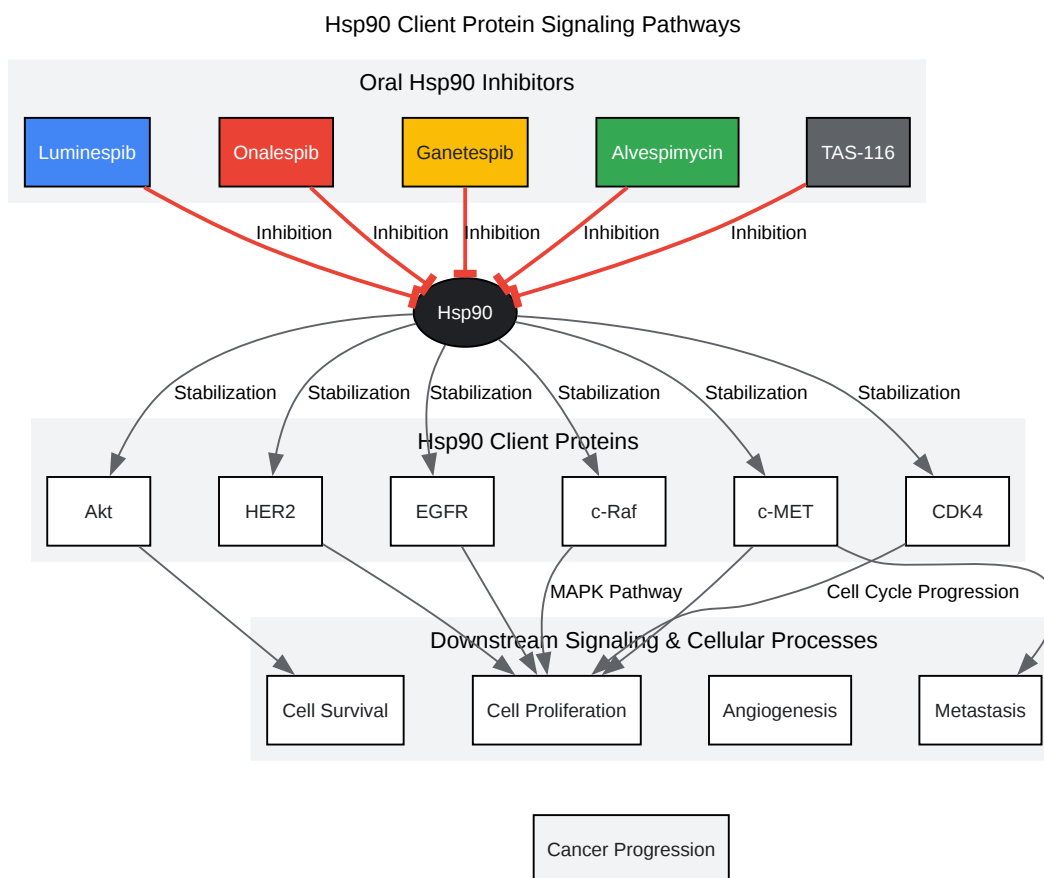 Hsp90 Client Protein Signaling Pathways
Oral Hsp90 Inhibitors
Luminespib
Onalespib
Ganetespib
Alvespimycin
TAS-116
Inhibition
Inhibition
Inhibition
Inhibition
Inhibition
Hsp90
Stabilization
Stabilization
Stabilization
Stabilization
Stabilization
Stabilization
Hsp90 Client Proteins
Akt
HER2
EGFR
c-Raf
c-MET
CDK4
MAPK Pathway
Cell Cycle Progression
Downstream Signaling & Cellular Processes
Cell Survival
Cell Proliferation
Angiogenesis
Metastasis
Cancer Progression